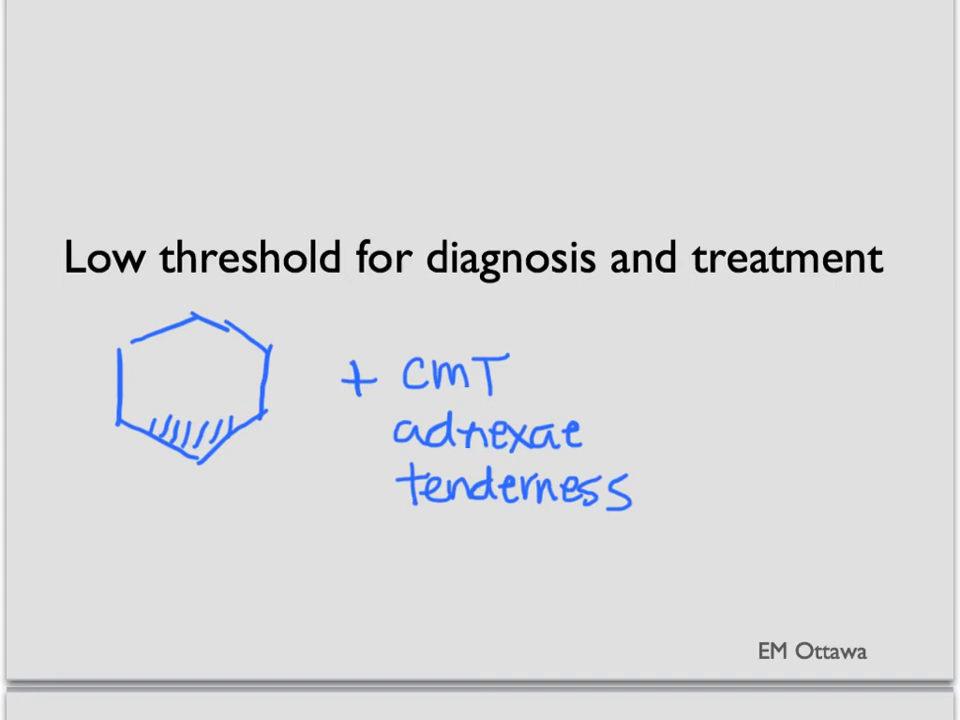 Low threshold for diagnosis and treatment
+ CMT
adnexae
tenderness
EM Ottawa